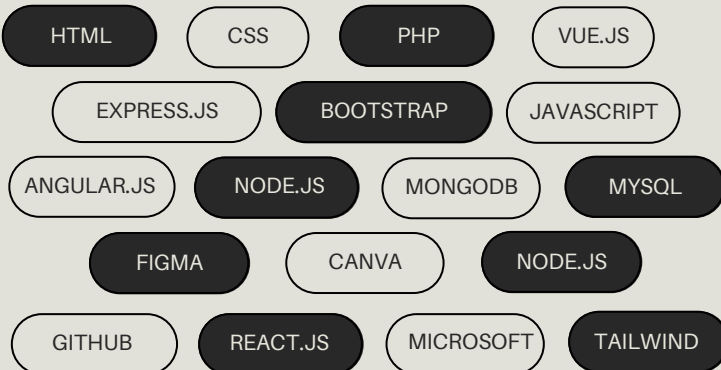 HTML CSS PHP VUE.JS
EXPRESS.JS BOOTSTRAP JAVASCRIPT
ANGULAR.JS NODE.JS MONGODB MYSQL
FIGMA CANVA NODE.JS
GITHUB REACT.JS MICROSOFT TAILWIND